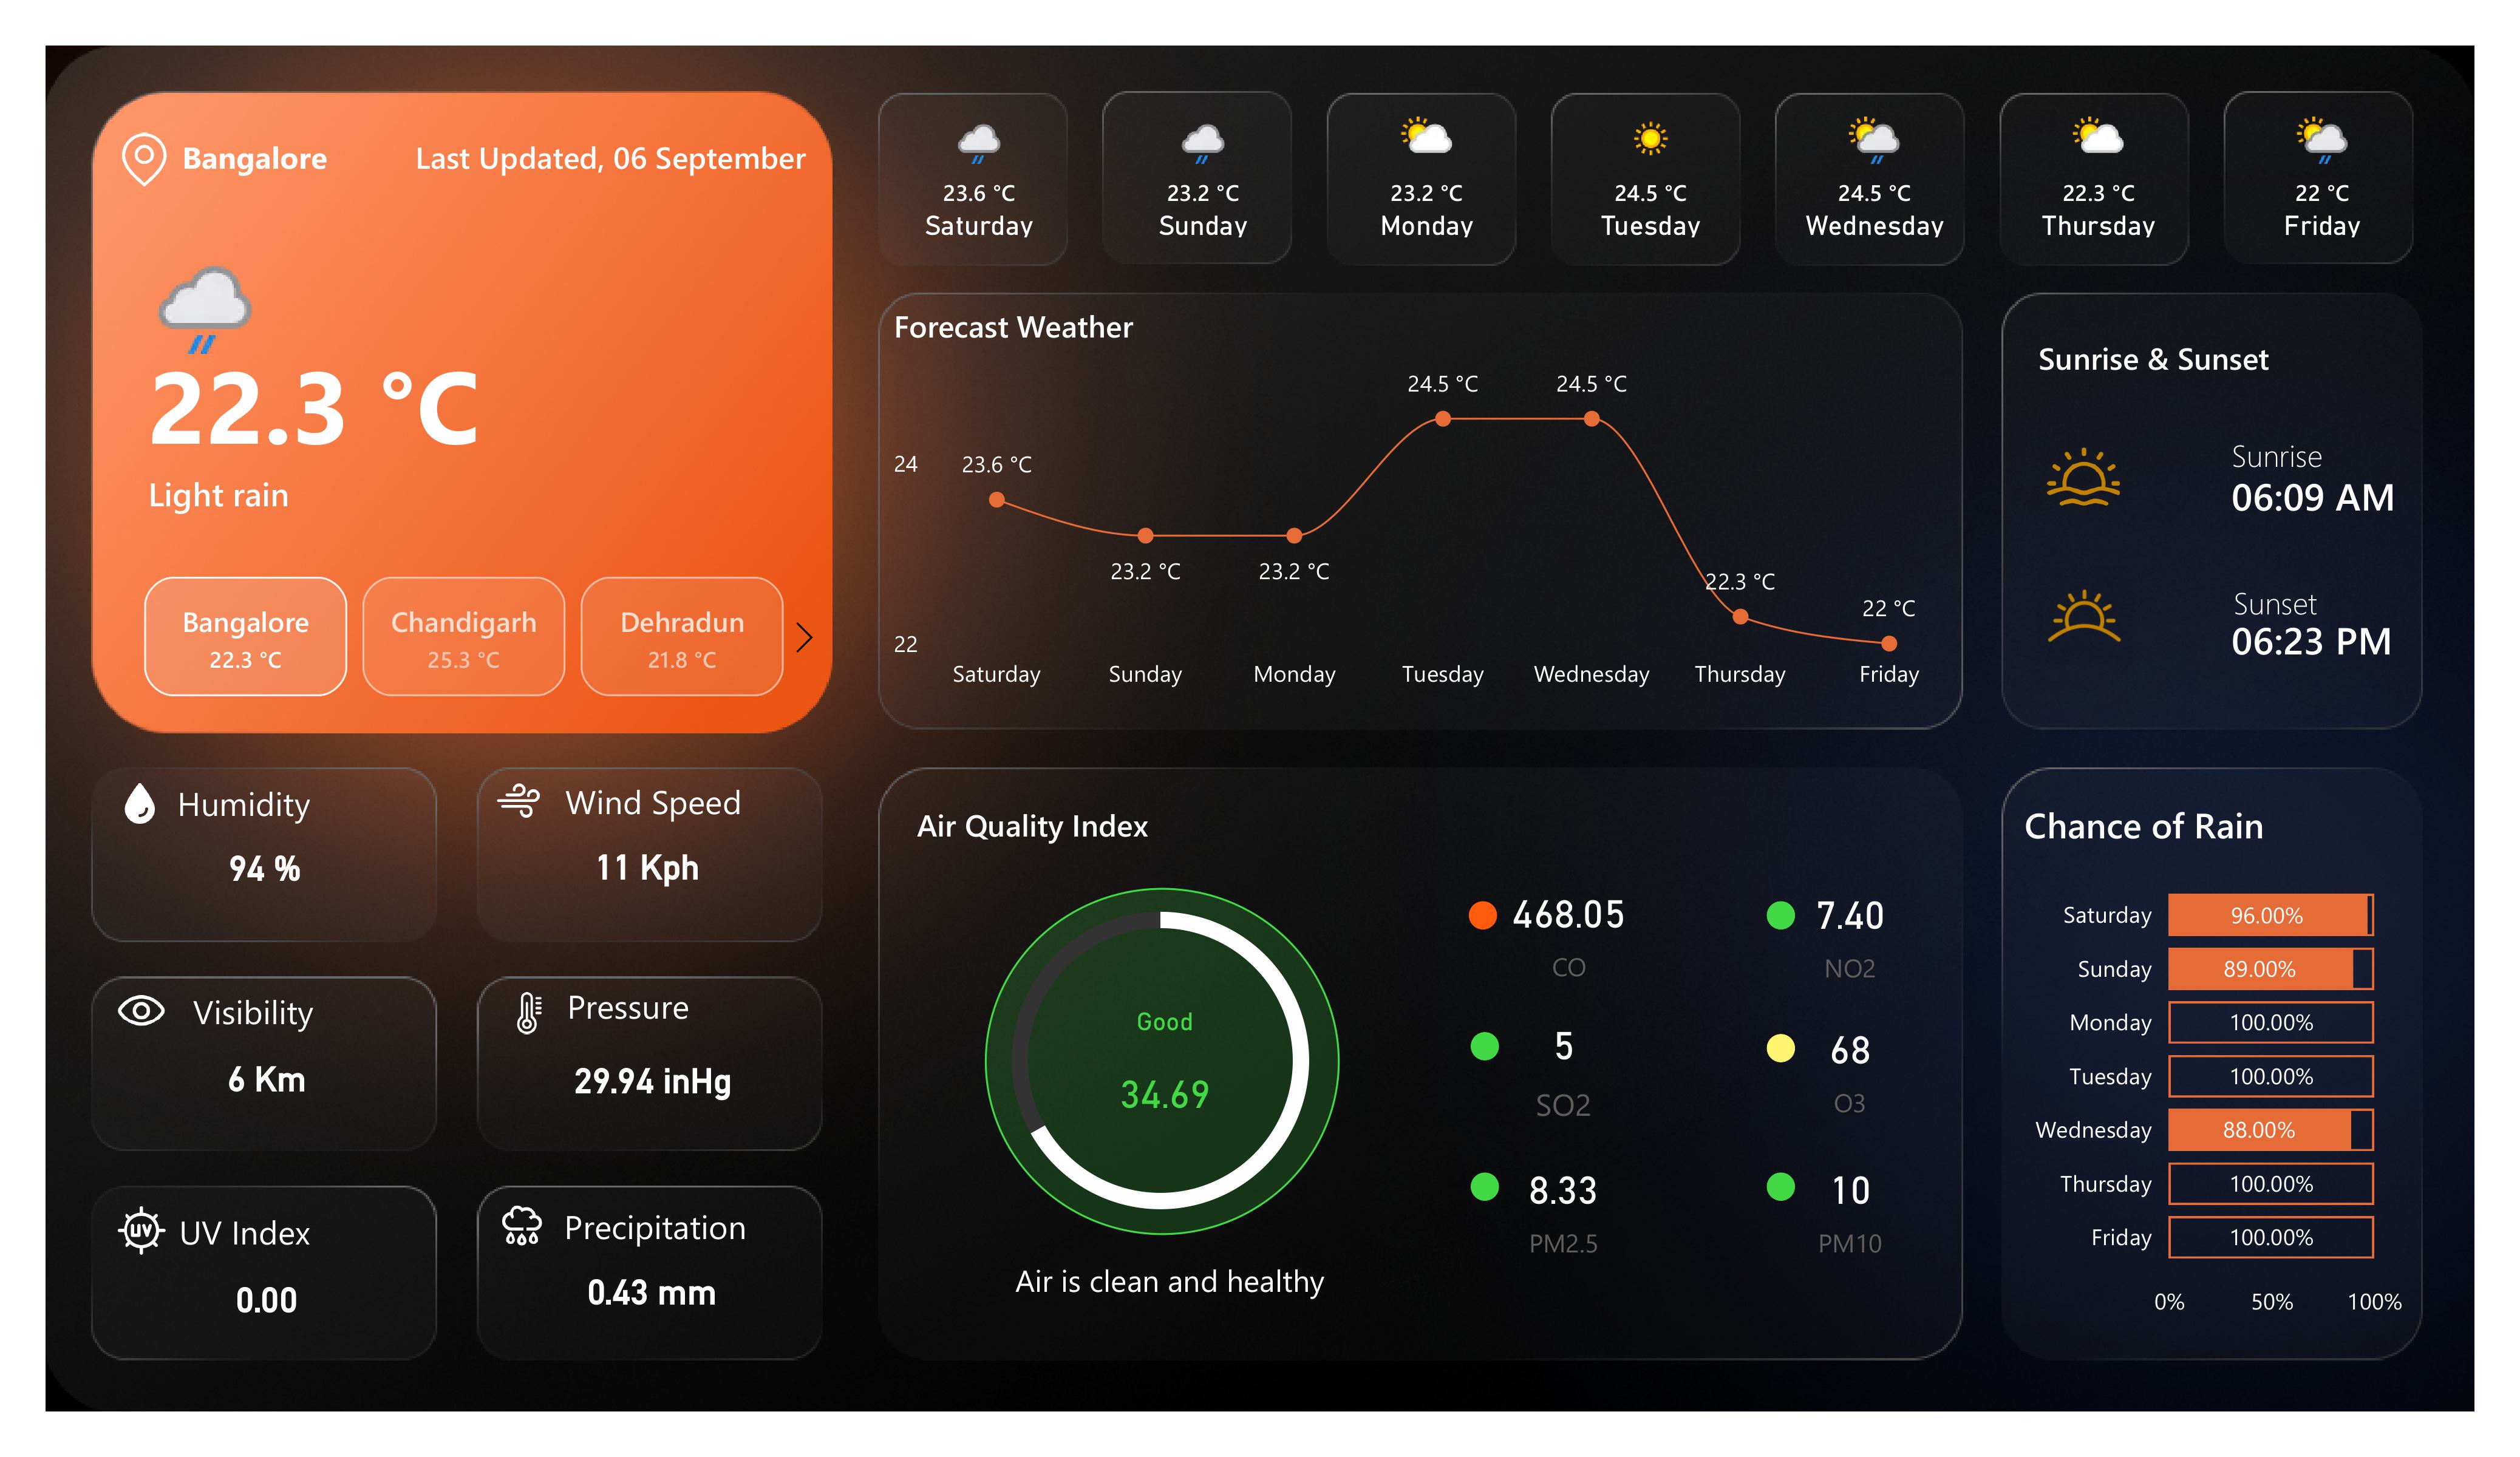 Bangalore
Last Updated, 06 September
22.3 °C
Light rain
Bangalore
22.3 °C
Chandigarh
25.3 °C
Dehradun
21.8 °C
23.6 °C
Saturday
23.2 °C
Sunday
23.2 °C
Monday
24.5 °C
Tuesday
24.5 °C
Wednesday
22.3 °C
Thursday
22 °C
Friday
Forecast Weather
24
22
23.6 °C
23.2 °C
23.2 °C
24.5 °C
24.5 °C
22.3 °C
22 °C
Saturday
Sunday
Monday
Tuesday
Wednesday
Thursday
Friday
Sunrise & Sunset
Sunrise
06:09 AM
Sunset
06:23 PM
Humidity
94 %
Wind Speed
11 Kph
Visibility
6 Km
Pressure
29.94 inHg
UV
UV Index
0.00
Precipitation
0.43 mm
Air Quality Index
Good
34.69
Air is clean and healthy
468.05
CO
7.40
NO2
5
SO2
68
O3
8.33
PM2.5
10
PM10
Chance of Rain
Saturday 96.00%
Sunday 89.00%
Monday 100.00%
Tuesday 100.00%
Wednesday 88.00%
Thursday 100.00%
Friday 100.00%
0% 50% 100%